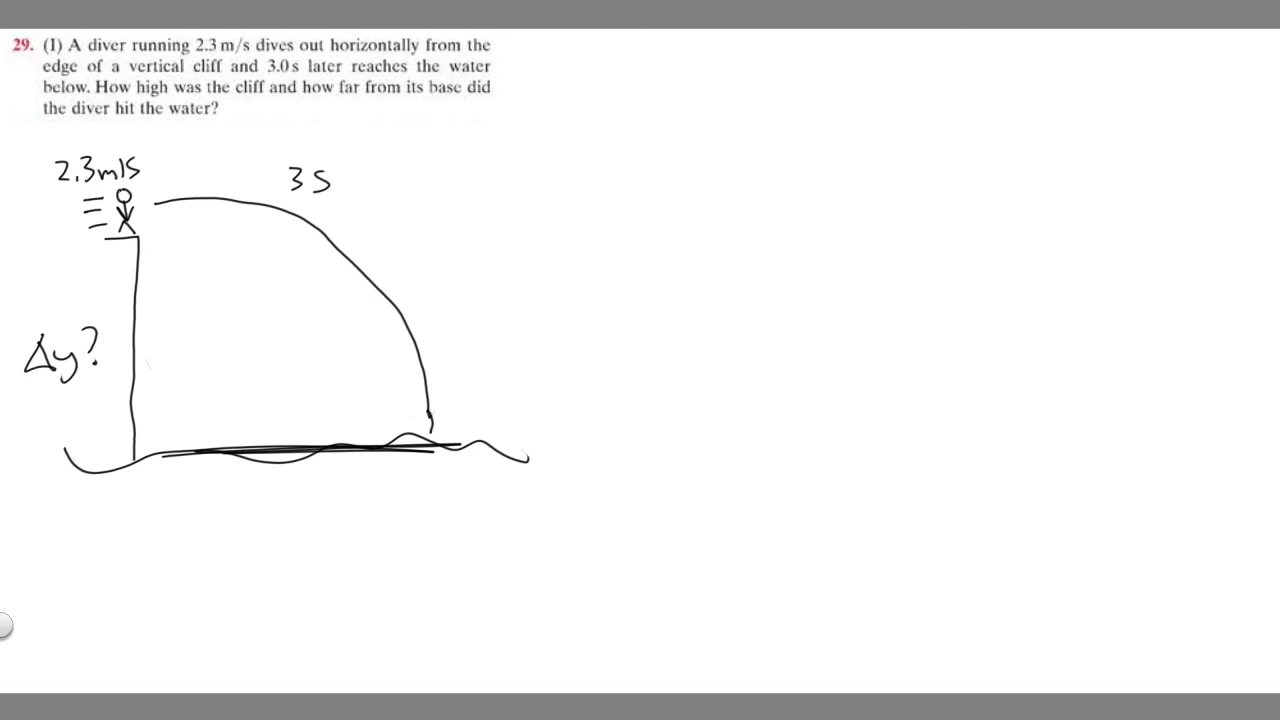 29. (I) A diver running 2.3 m/s dives out horizontally from the
edge of a vertical cliff and 3.0 s later reaches the water
below. How high was the cliff and how far from its base did
the diver hit the water?
2.3m/s
3 s
Δy?